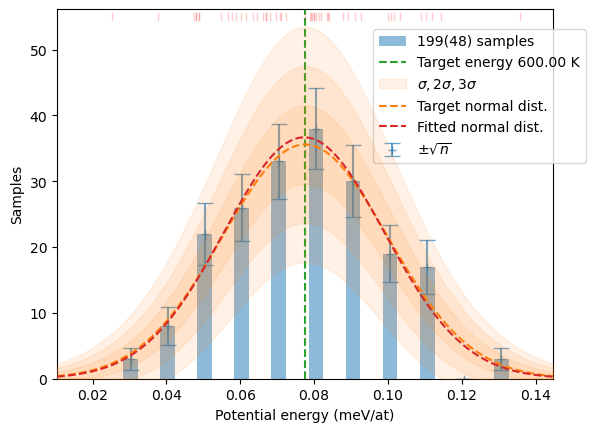 199(48) samples
Target energy 600.00 K
σ, 2σ, 3σ
Target normal dist.
Fitted normal dist.
±√n
Samples
50
40
30
20
10
0
0.02 0.04 0.06 0.08 0.10 0.12 0.14
Potential energy (meV/at)